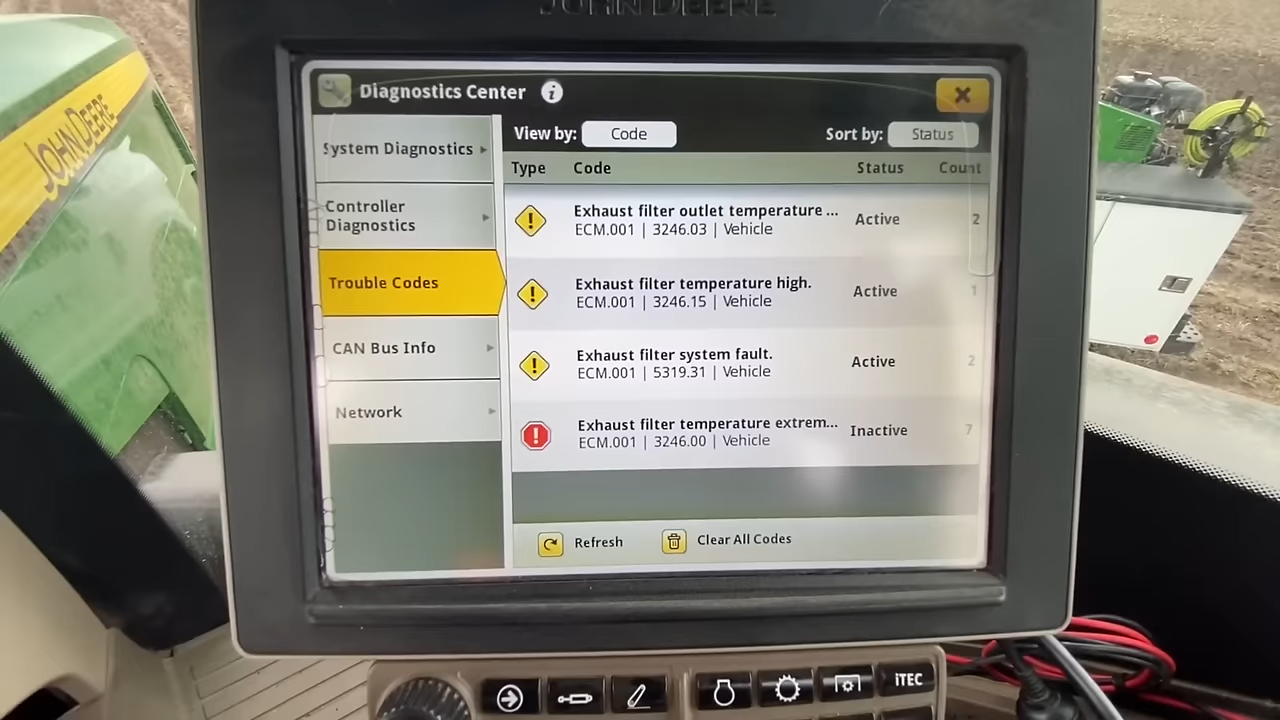 JOHN DEERE
JOHN DEERE
Diagnostics Center
View by: Code
Sort by: Status
Type Code Status Count
System Diagnostics
Controller
Diagnostics
Trouble Codes
CAN Bus Info
Network
Exhaust filter outlet temperature ...
ECM.001 | 3246.03 | Vehicle
Active
2
Exhaust filter temperature high.
ECM.001 | 3246.15 | Vehicle
Active
1
Exhaust filter system fault.
ECM.001 | 5319.31 | Vehicle
Active
2
Exhaust filter temperature extrem...
ECM.001 | 3246.00 | Vehicle
Inactive
7
Refresh
Clear All Codes
iTEC